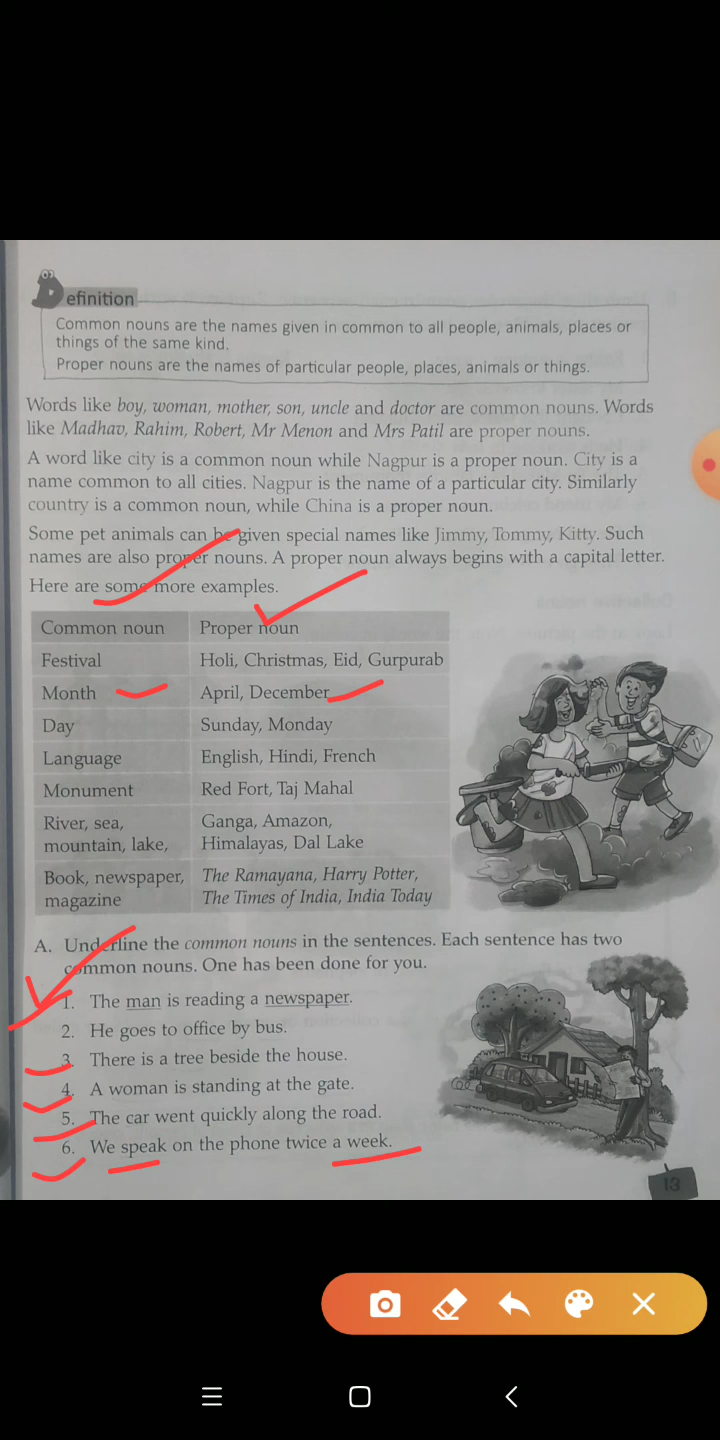 Definition
Common nouns are the names given in common to all people, animals, places or
things of the same kind.
Proper nouns are the names of particular people, places, animals or things.
Words like boy, woman, mother, son, uncle and doctor are common nouns. Words
like Madhav, Rahim, Robert, Mr Menon and Mrs Patil are proper nouns.
A word like city is a common noun while Nagpur is a proper noun. City is a
name common to all cities. Nagpur is the name of a particular city. Similarly
country is a common noun, while China is a proper noun.
Some pet animals can be given special names like Jimmy, Tommy, Kitty. Such
names are also proper nouns. A proper noun always begins with a capital letter.
Here are some more examples.
Common noun Proper noun
Festival Holi, Christmas, Eid, Gurpurab
Month April, December
Day Sunday, Monday
Language English, Hindi, French
Monument Red Fort, Taj Mahal
River, sea, Ganga, Amazon,
mountain, lake, Himalayas, Dal Lake
Book, newspaper, The Ramayana, Harry Potter,
magazine The Times of India, India Today
A. Underline the common nouns in the sentences. Each sentence has two
common nouns. One has been done for you.
1. The man is reading a newspaper.
2. He goes to office by bus.
3. There is a tree beside the house.
4. A woman is standing at the gate.
5. The car went quickly along the road.
6. We speak on the phone twice a week.
13